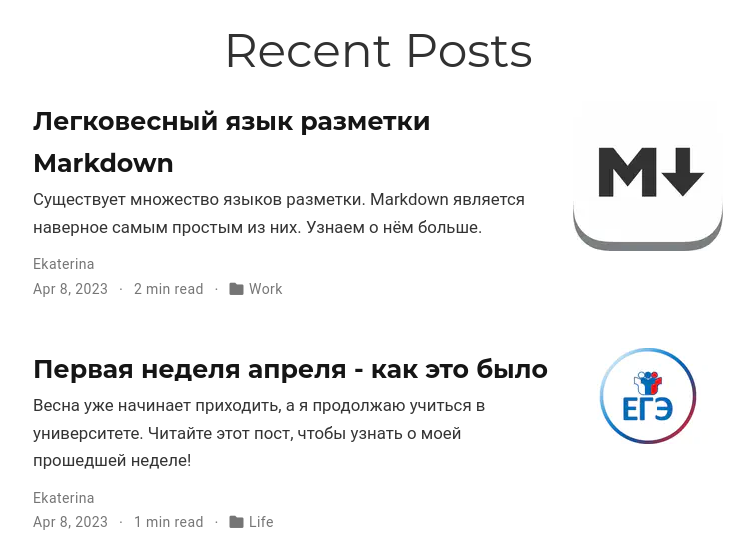 Recent Posts
Легковесный язык разметки
Markdown
Существует множество языков разметки. Markdown является
наверное самым простым из них. Узнаем о нём больше.
Ekaterina
Apr 8, 2023 · 2 min read · Work
M
Первая неделя апреля - как это было
Весна уже начинает приходить, а я продолжаю учиться в
университете. Читайте этот пост, чтобы узнать о моей
прошедшей неделе!
Ekaterina
Apr 8, 2023 · 1 min read · Life
ЕГЭ